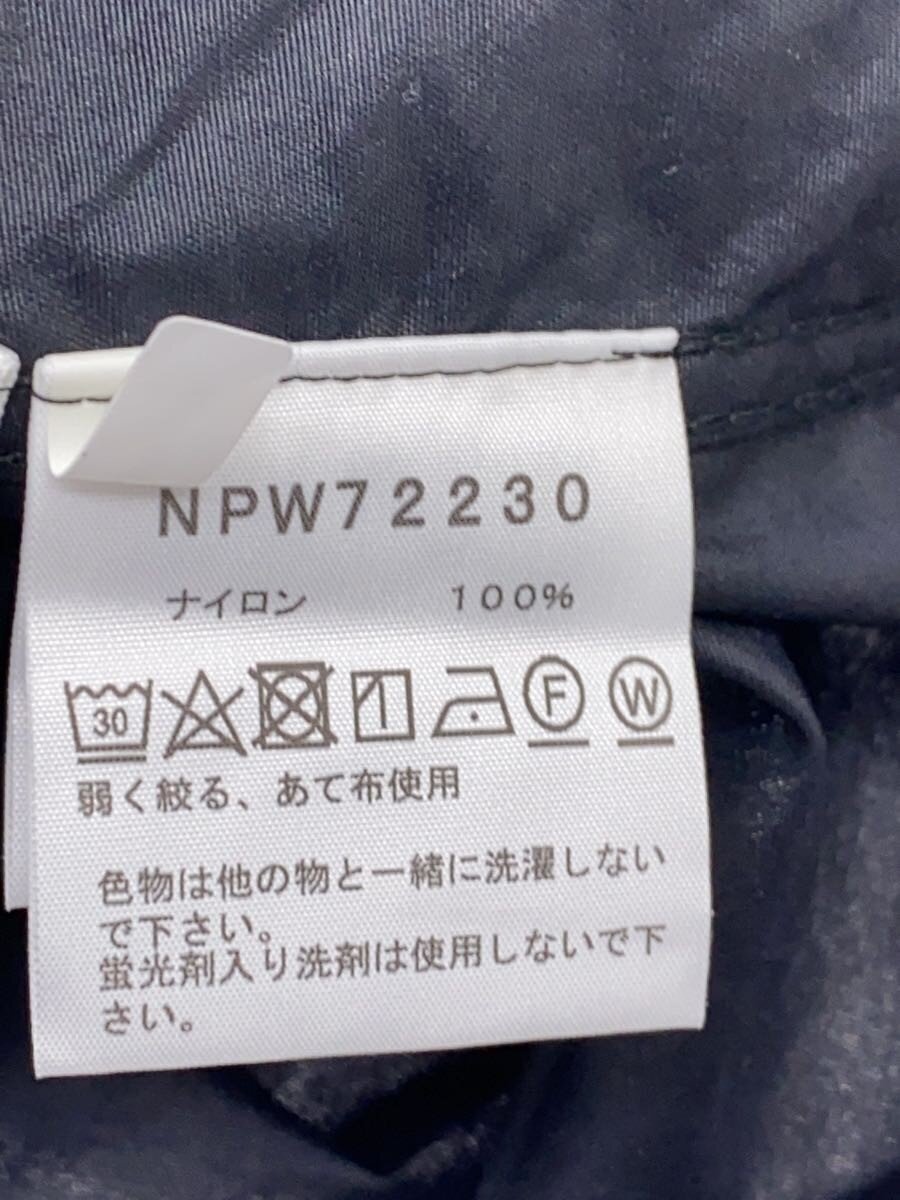 NPW72230
ナイロン 100%
30 F W
弱く絞る、あて布使用
色物は他の物と一緒に洗濯しない
で下さい。
蛍光剤入り洗剤は使用しないで下
さい。